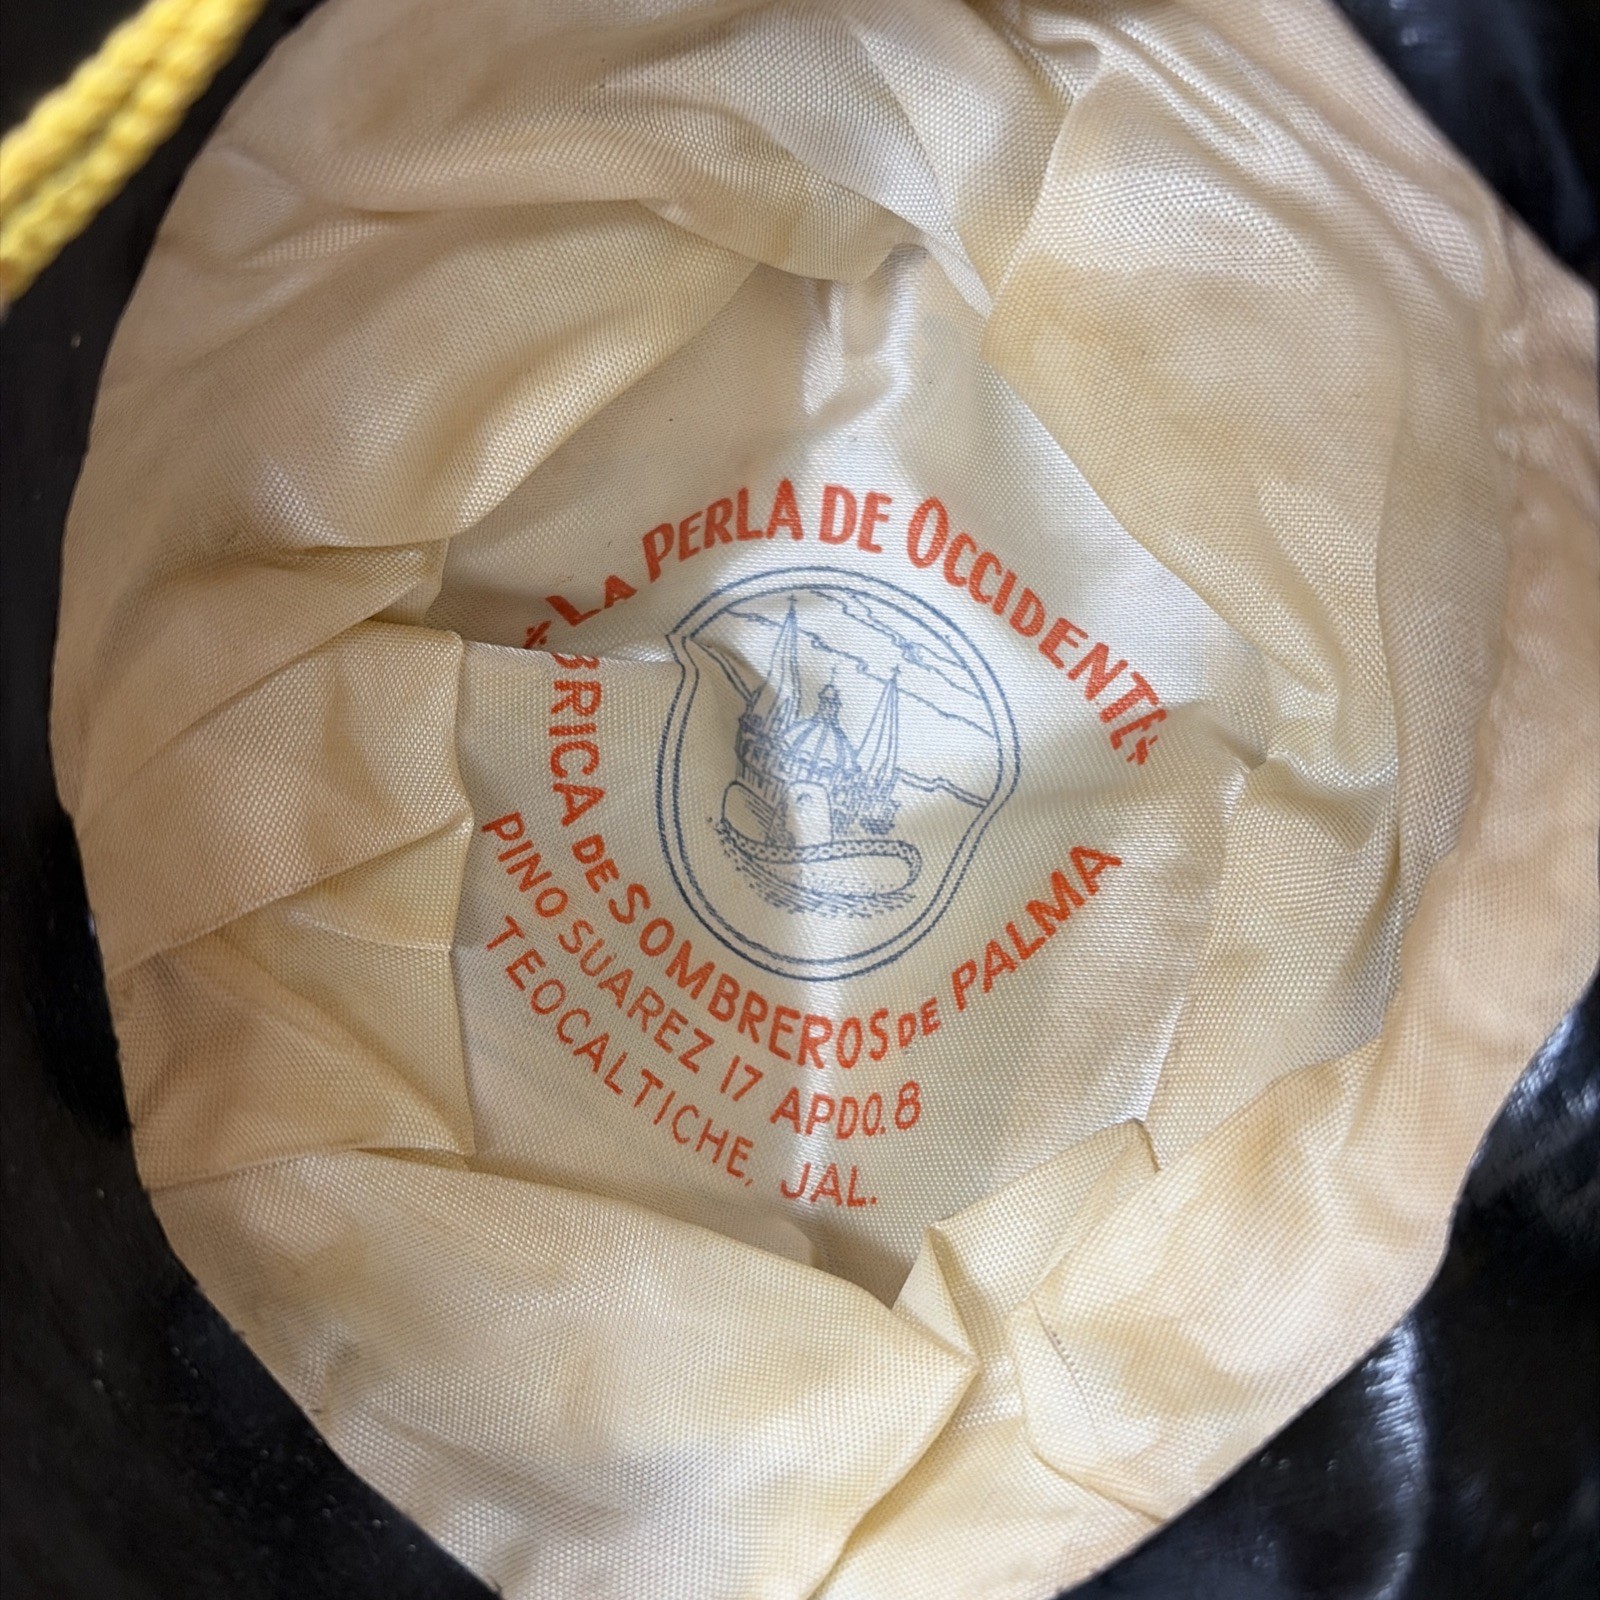 "LA PERLA DE OCCIDENTE"
BRICA DE SOMBREROS DE PALMA
PINO SUAREZ 17 APDO. 8
TEOCALTICHE, JAL.